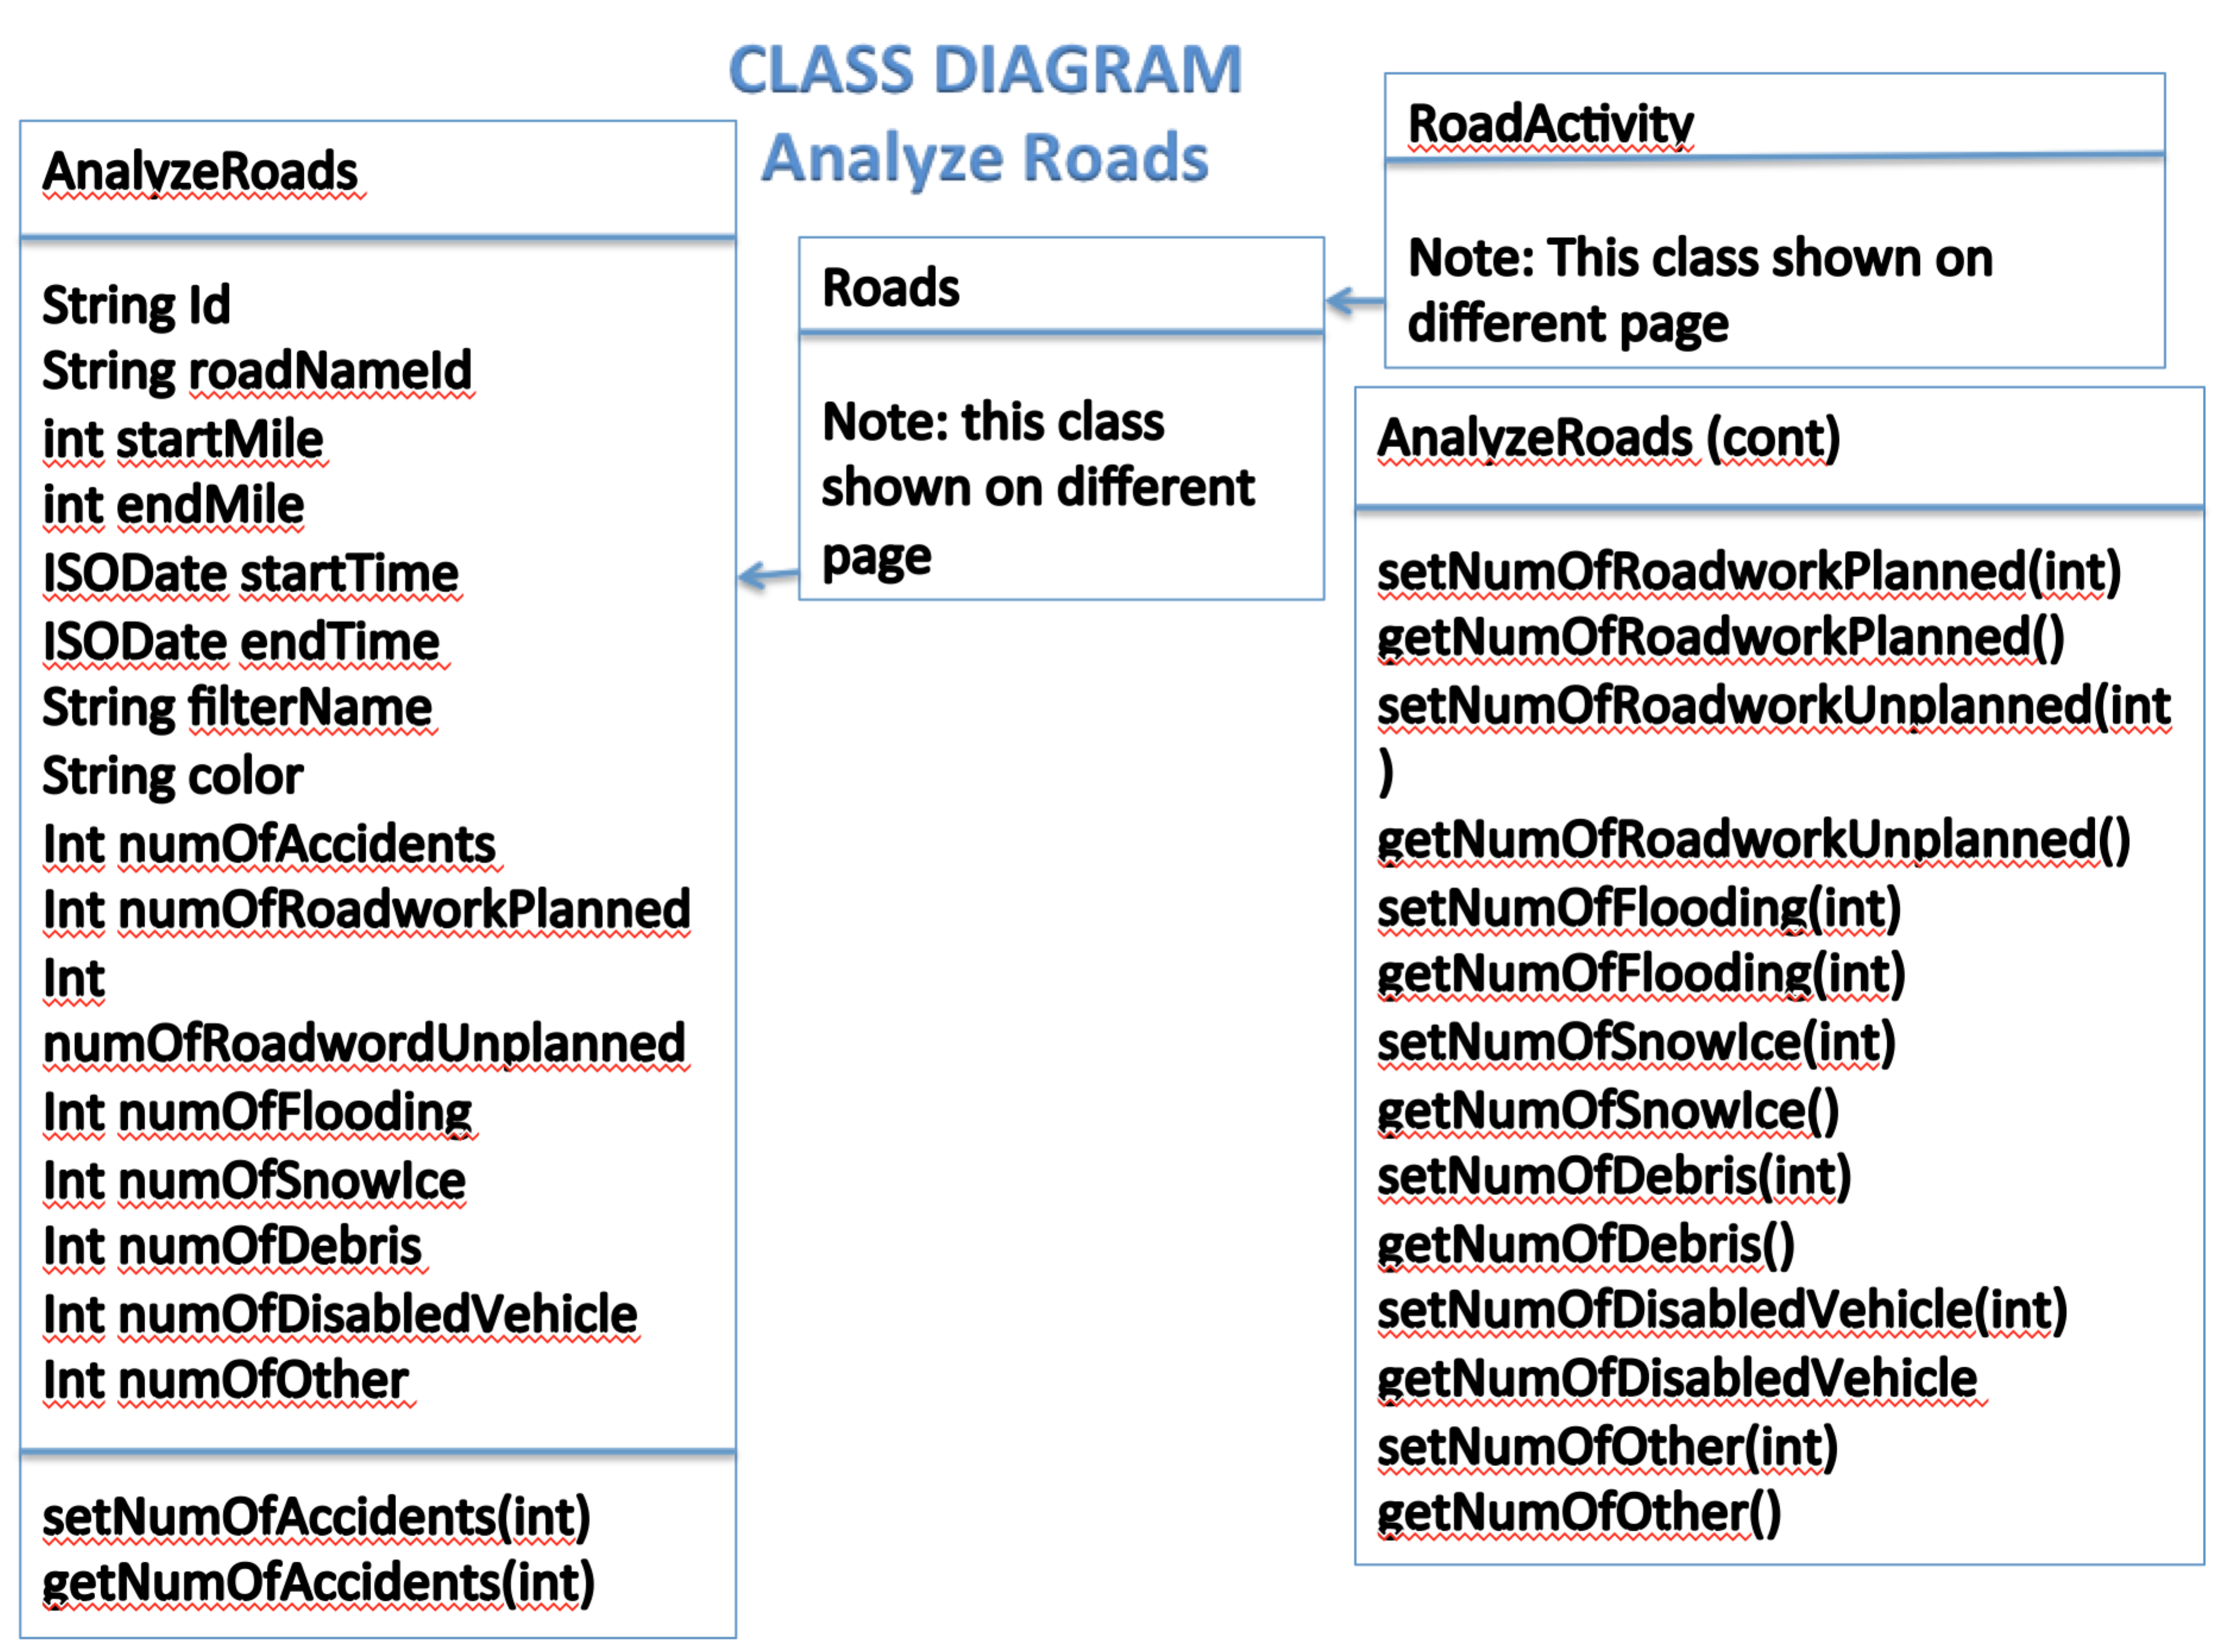 CLASS DIAGRAM
Analyze Roads
AnalyzeRoads
String Id
String roadNameId
int startMile
int endMile
ISODate startTime
ISODate endTime
String filterName
String color
Int numOfAccidents
Int numOfRoadworkPlanned
Int
numOfRoadwordUnplanned
Int numOfFlooding
Int numOfSnowIce
Int numOfDebris
Int numOfDisabledVehicle
Int numOfOther
setNumOfAccidents(int)
getNumOfAccidents(int)
Roads
Note: this class
shown on different
page
RoadActivity
Note: This class shown on
different page
AnalyzeRoads (cont)
setNumOfRoadworkPlanned(int)
getNumOfRoadworkPlanned()
setNumOfRoadworkUnplanned(int
)
getNumOfRoadworkUnplanned()
setNumOfFlooding(int)
getNumOfFlooding(int)
setNumOfSnowIce(int)
getNumOfSnowIce()
setNumOfDebris(int)
getNumOfDebris()
setNumOfDisabledVehicle(int)
getNumOfDisabledVehicle
setNumOfOther(int)
getNumOfOther()